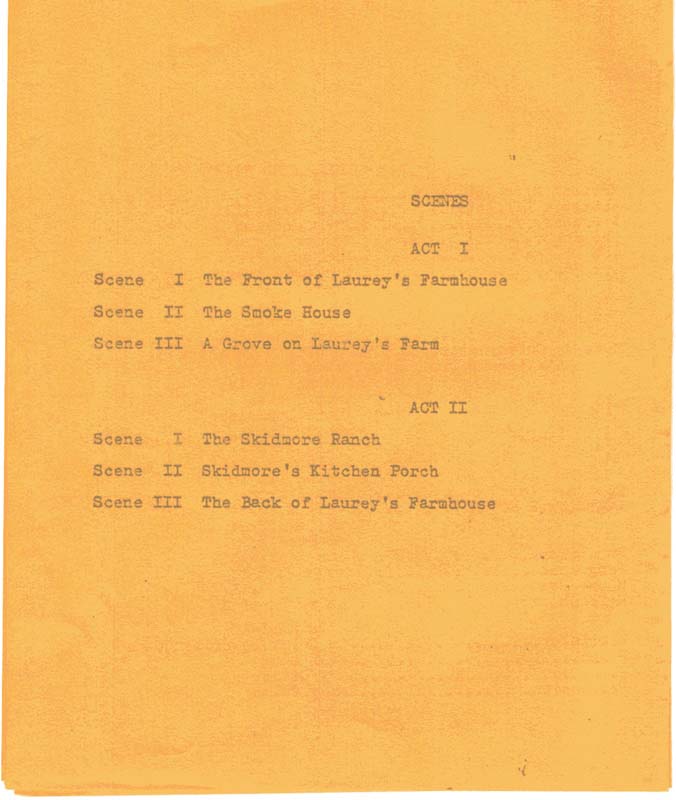 SCENES
ACT I
Scene I The Front of Laurey's Farmhouse
Scene II The Smoke House
Scene III A Grove on Laurey's Farm
ACT II
Scene I The Skidmore Ranch
Scene II Skidmore's Kitchen Porch
Scene III The Back of Laurey's Farmhouse